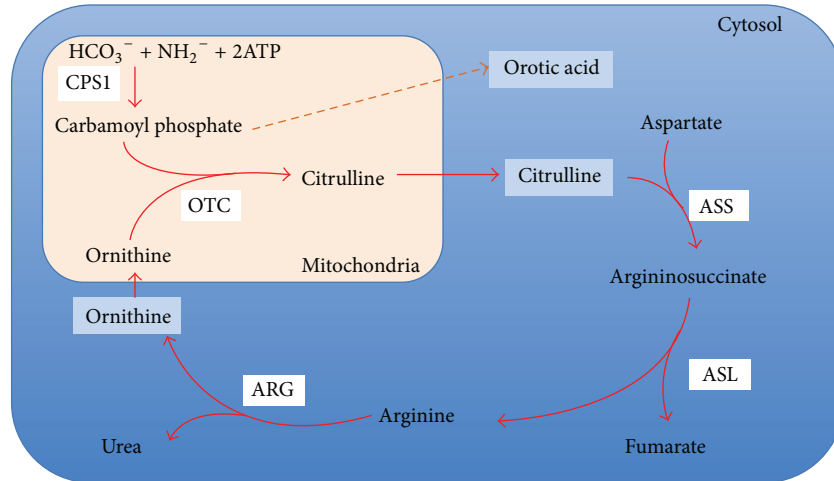 Cytosol
HCO₃⁻ + NH₂⁻ + 2ATP
CPS1
Orotic acid
Carbamoyl phosphate
Aspartate
Citrulline
Citrulline
OTC
ASS
Ornithine
Mitochondria
Argininosuccinate
Ornithine
ASL
ARG
Arginine
Urea
Fumarate